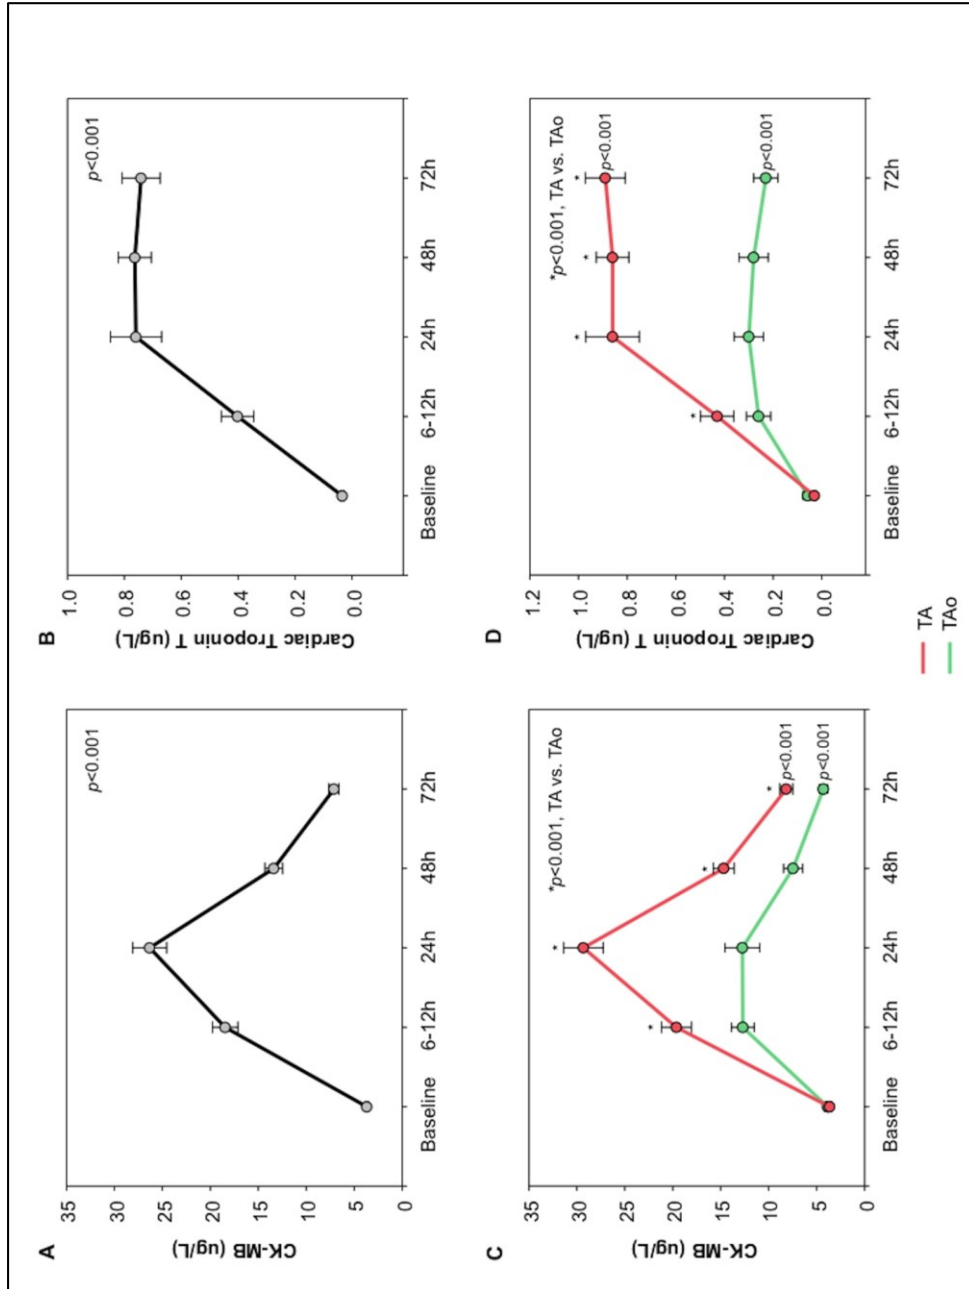 A
CK-MB (ug/L)
35
30
25
20
15
10
5
0
p<0.001
Baseline
6-12h
24h
48h
72h
B
Cardiac Troponin T (ug/L)
1.0
0.8
0.6
0.4
0.2
0.0
p<0.001
Baseline
6-12h
24h
48h
72h
C
CK-MB (ug/L)
35
30
25
20
15
10
5
0
*p<0.001, TA vs. TAo
*
*
*
*
p<0.001
p<0.001
Baseline
6-12h
24h
48h
72h
D
Cardiac Troponin T (ug/L)
1.2
1.0
0.8
0.6
0.4
0.2
0.0
*p<0.001, TA vs. TAo
*
*
*
*
p<0.001
p<0.001
Baseline
6-12h
24h
48h
72h
TA
TAo